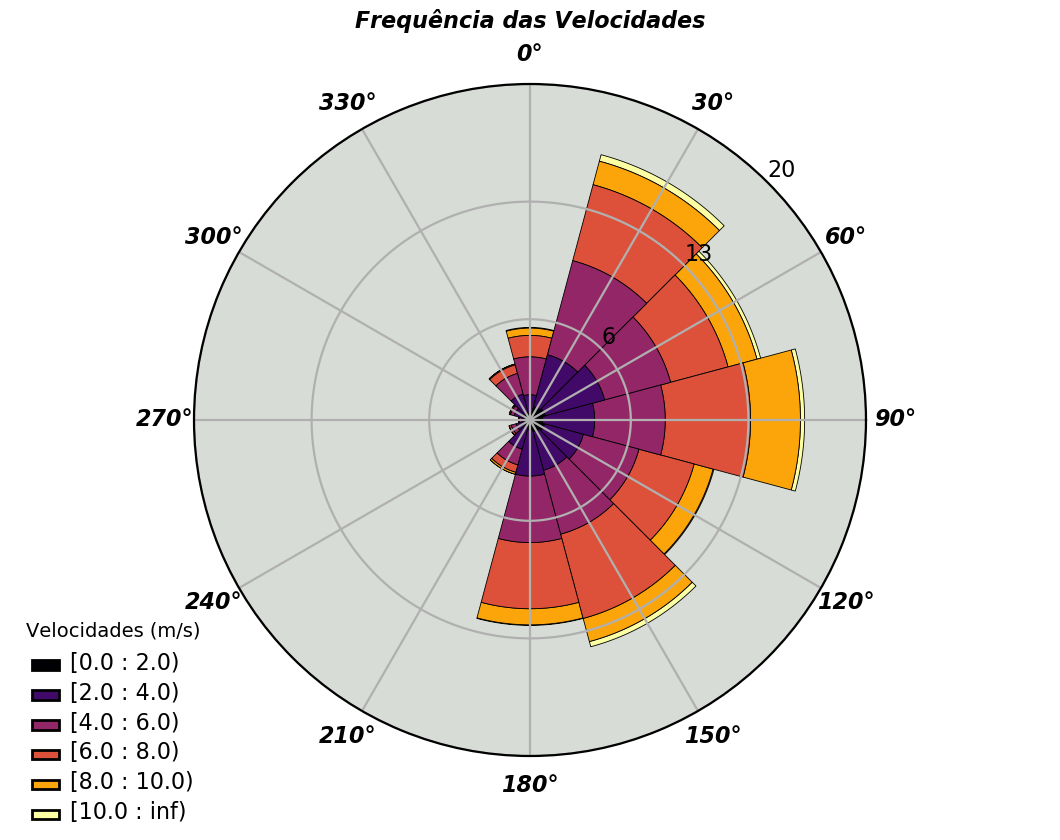 Frequência das Velocidades
0°
330°
30°
20
300°
60°
13
6
270°
90°
240°
120°
210°
150°
180°
Velocidades (m/s)
[0.0 : 2.0)
[2.0 : 4.0)
[4.0 : 6.0)
[6.0 : 8.0)
[8.0 : 10.0)
[10.0 : inf)